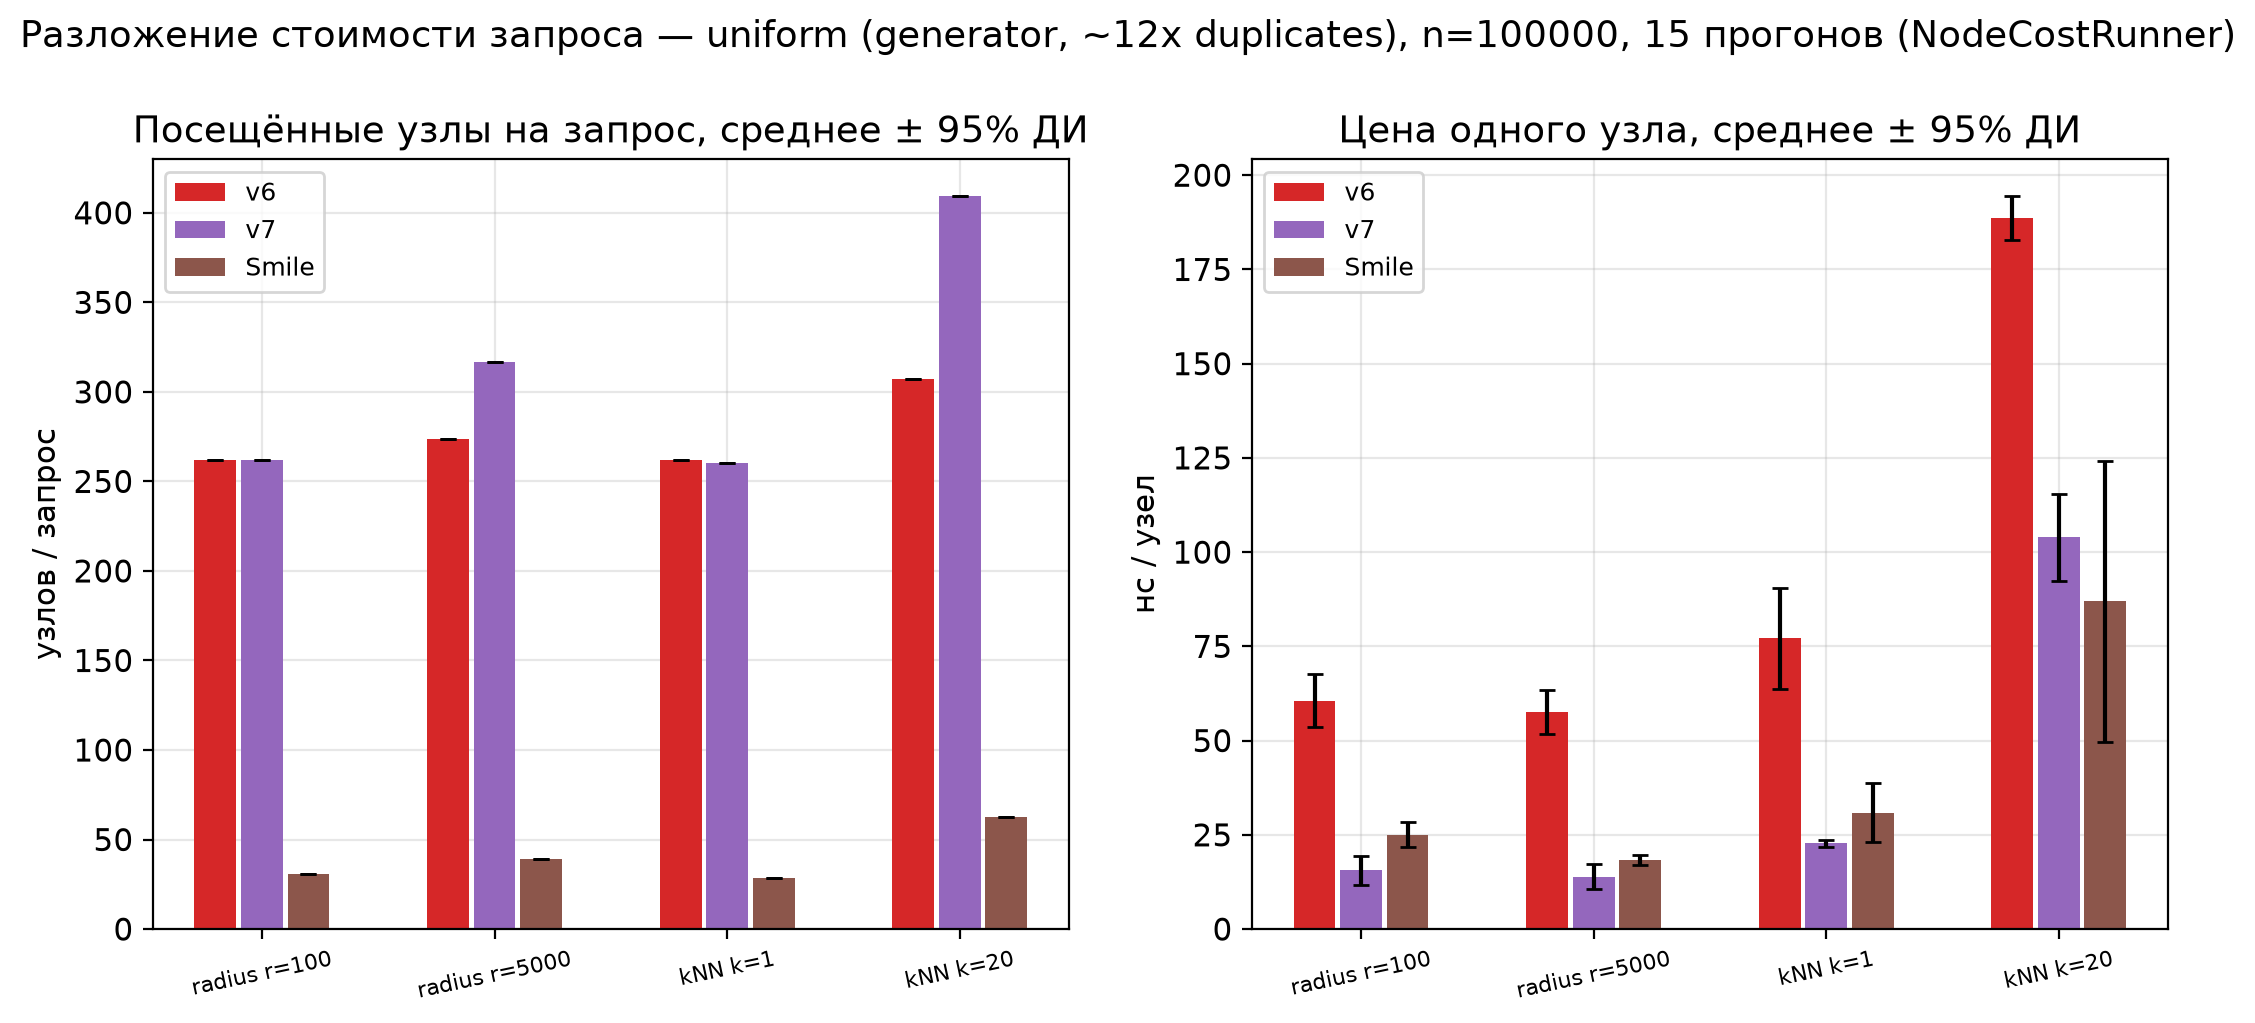 Разложение стоимости запроса — uniform (generator, ~12x duplicates), n=100000, 15 прогонов (NodeCostRunner)
Посещённые узлы на запрос, среднее ± 95% ДИ
v6
v7
Smile
400
350
300
250
200
150
100
50
0
узлов / запрос
radius r=100
radius r=5000
kNN k=1
kNN k=20
Цена одного узла, среднее ± 95% ДИ
v6
v7
Smile
200
175
150
125
100
75
50
25
0
нс / узел
radius r=100
radius r=5000
kNN k=1
kNN k=20